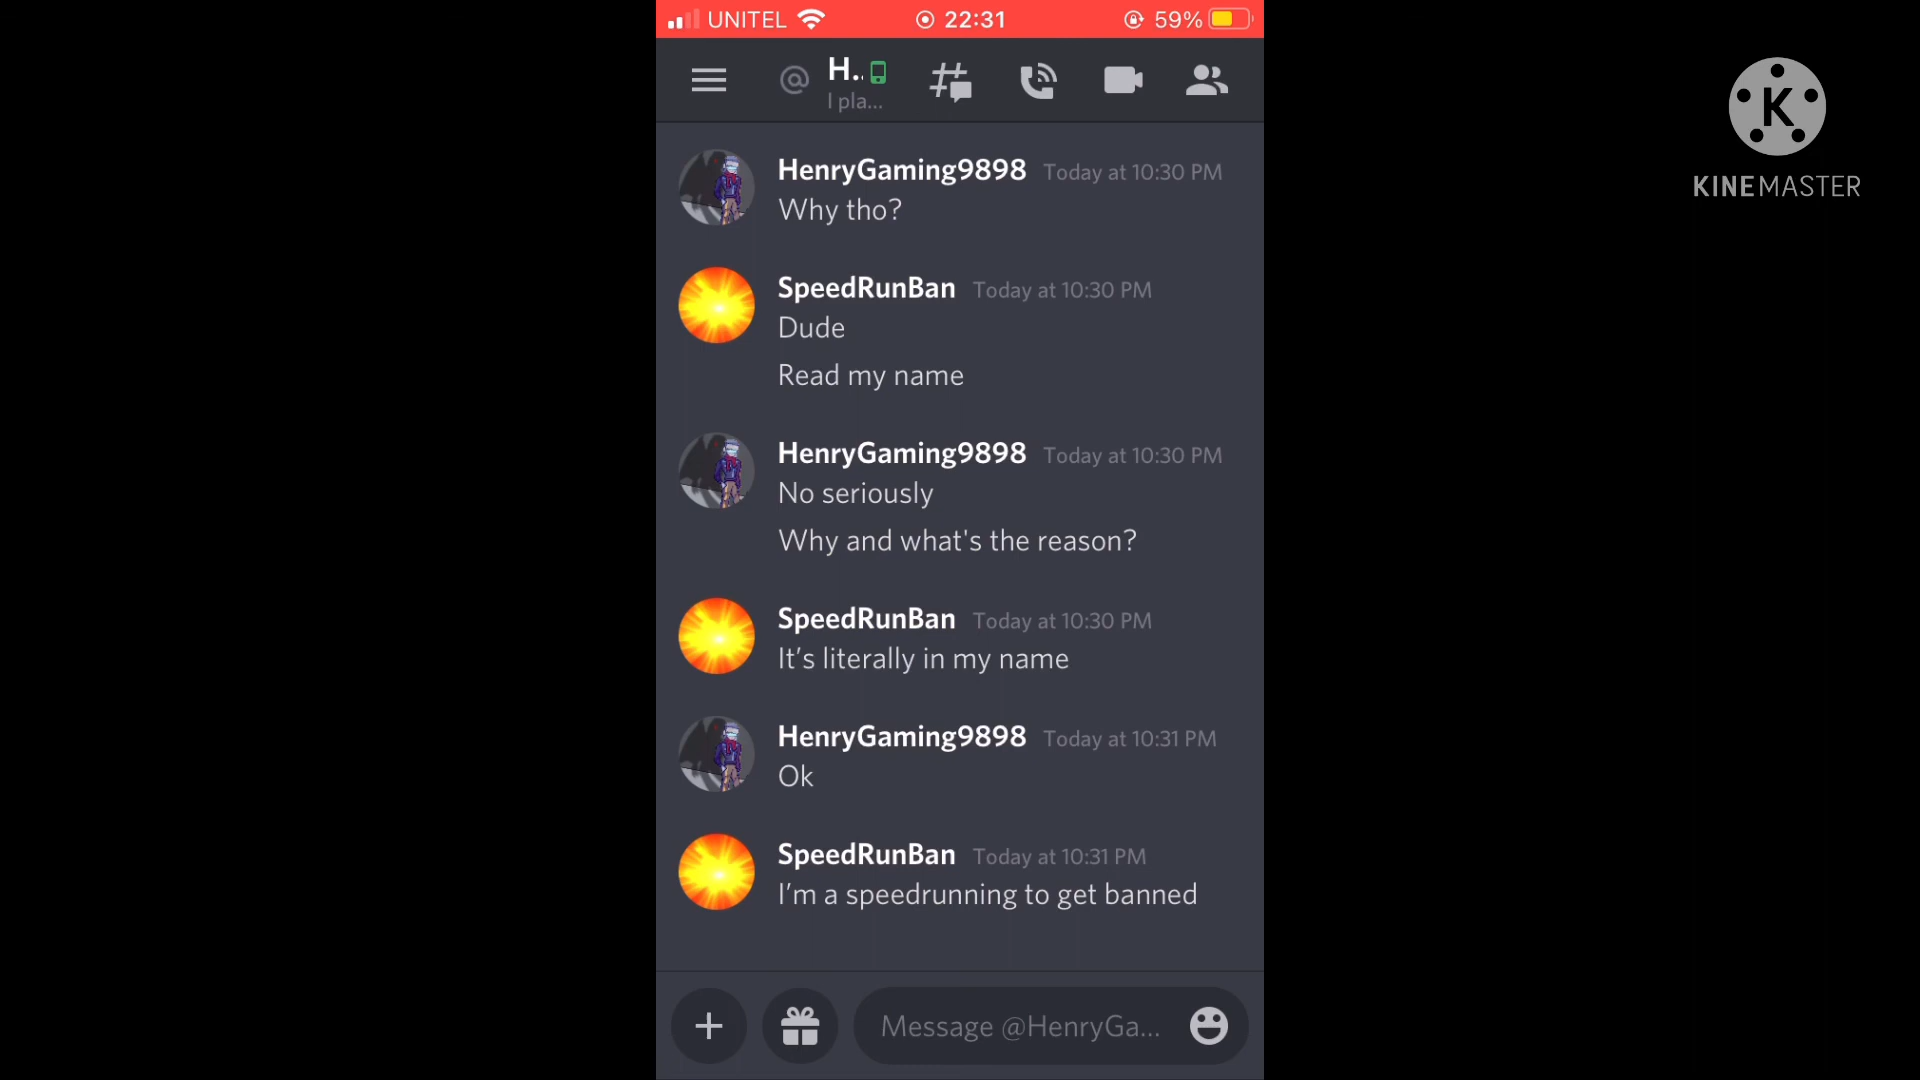 UNITEL 22:31 59%
H...
I pla...
HenryGaming9898 Today at 10:30 PM
Why tho?
SpeedRunBan Today at 10:30 PM
Dude
Read my name
HenryGaming9898 Today at 10:30 PM
No seriously
Why and what's the reason?
SpeedRunBan Today at 10:30 PM
It’s literally in my name
HenryGaming9898 Today at 10:31 PM
Ok
SpeedRunBan Today at 10:31 PM
I’m a speedrunning to get banned
Message @HenryGa...
K
KINEMASTER